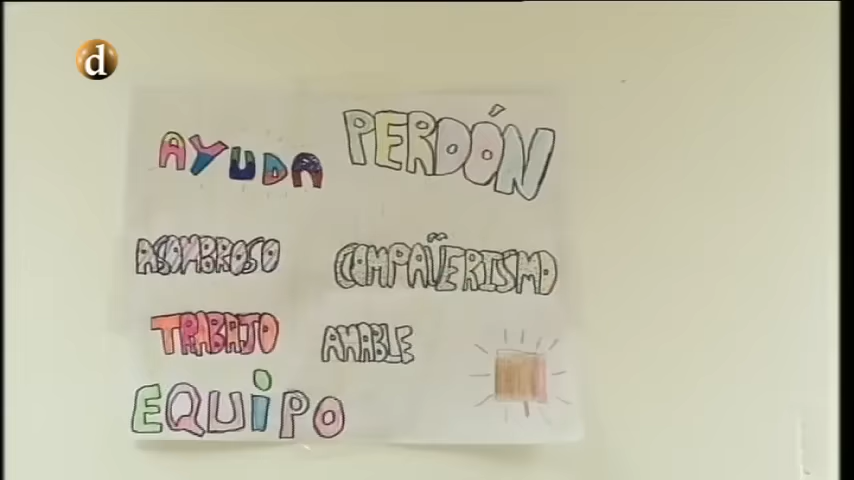 d
AYUDA
PERDÓN
ASOMBROSO
COMPAÑERISMO
TRABAJO
AMABLE
EQUIPO